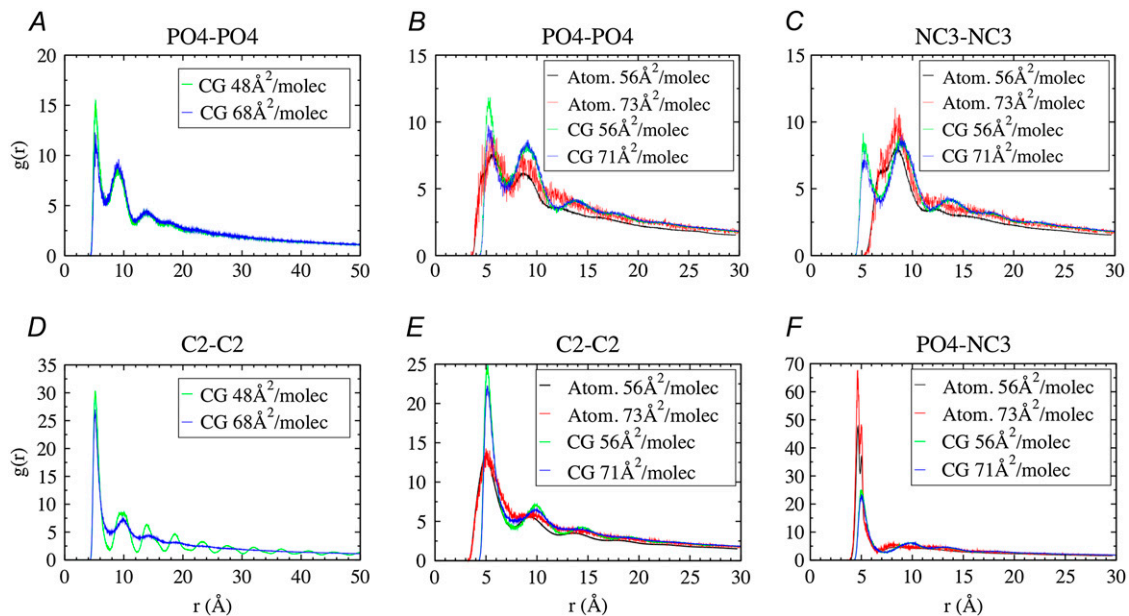 A
PO4-PO4
20
15
10
5
0
g(r)
CG 48Å²/molec
CG 68Å²/molec
0 10 20 30 40 50
B
PO4-PO4
15
10
5
0
Atom. 56Å²/molec
Atom. 73Å²/molec
CG 56Å²/molec
CG 71Å²/molec
0 5 10 15 20 25 30
C
NC3-NC3
15
10
5
0
Atom. 56Å²/molec
Atom. 73Å²/molec
CG 56Å²/molec
CG 71Å²/molec
0 5 10 15 20 25 30
D
C2-C2
35
30
25
20
15
10
5
0
g(r)
CG 48Å²/molec
CG 68Å²/molec
0 10 20 30 40 50
r (Å)
E
C2-C2
25
20
15
10
5
0
Atom. 56Å²/molec
Atom. 73Å²/molec
CG 56Å²/molec
CG 71Å²/molec
0 5 10 15 20 25 30
r (Å)
F
PO4-NC3
70
60
50
40
30
20
10
0
Atom. 56Å²/molec
Atom. 73Å²/molec
CG 56Å²/molec
CG 71Å²/molec
0 5 10 15 20 25 30
r (Å)